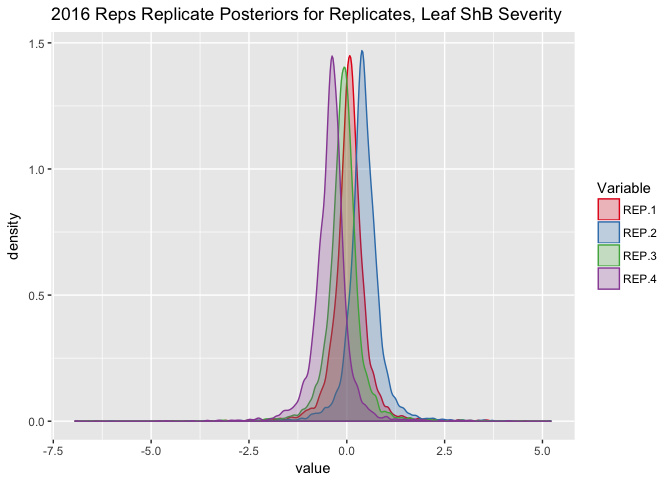 2016 Reps Replicate Posteriors for Replicates, Leaf ShB Severity
1.5
1.0
0.5
0.0
density
-7.5
-5.0
-2.5
0.0
2.5
5.0
value
Variable
REP.1
REP.2
REP.3
REP.4